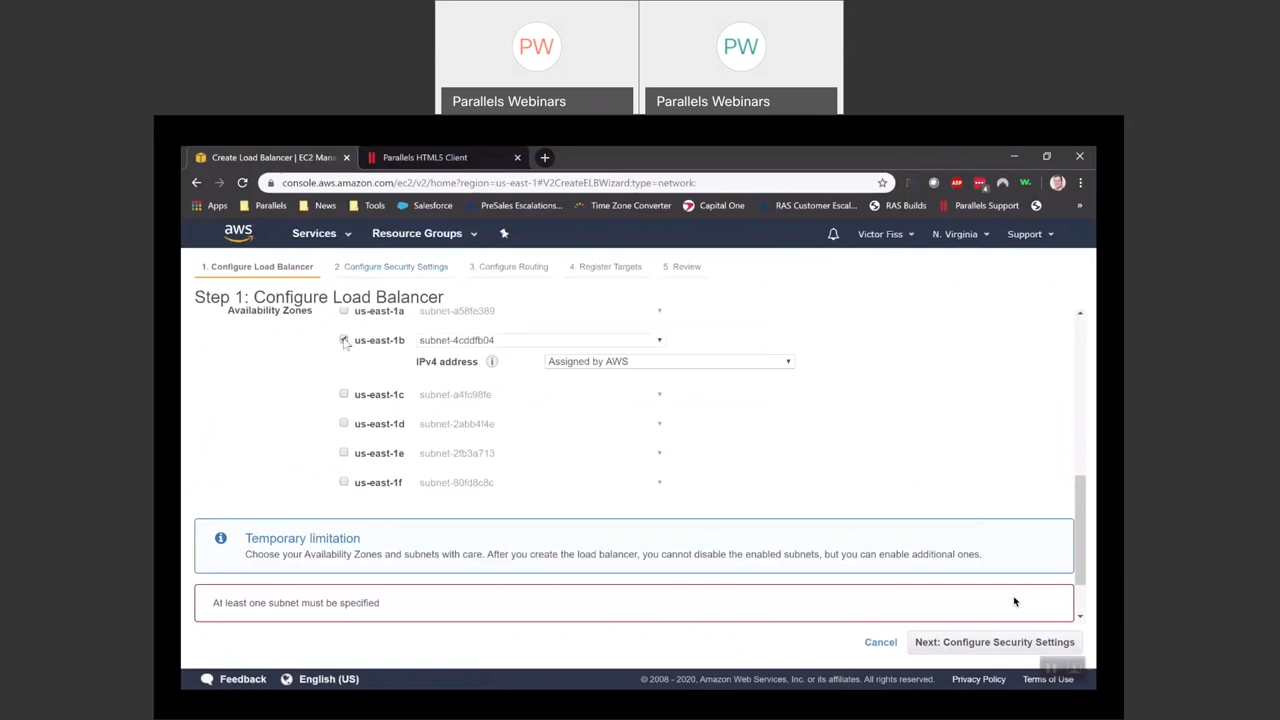 PW
PW
Parallels Webinars
Parallels Webinars
Create Load Balancer | EC2 Mana
Parallels HTML5 Client
console.aws.amazon.com/ec2/v2/home?region=us-east-1#V2CreateELBWizard:type=network:
Apps
Parallels
News
Tools
Salesforce
PreSales Escalations...
Time Zone Converter
Capital One
RAS Customer Escal...
RAS Builds
Parallels Support
aws
Services
Resource Groups
Victor Fiss
N. Virginia
Support
1. Configure Load Balancer
2. Configure Security Settings
3. Configure Routing
4. Register Targets
5. Review
Step 1: Configure Load Balancer
Availability Zones
us-east-1a
subnet-a58fe389
us-east-1b
subnet-4cddfb04
IPv4 address
Assigned by AWS
us-east-1c
subnet-a4fc98fe
us-east-1d
subnet-2abb4f4e
us-east-1e
subnet-2fb3a713
us-east-1f
subnet-80fd8c8c
Temporary limitation
Choose your Availability Zones and subnets with care. After you create the load balancer, you cannot disable the enabled subnets, but you can enable additional ones.
At least one subnet must be specified
Cancel
Next: Configure Security Settings
Feedback
English (US)
© 2008 - 2020, Amazon Web Services, Inc. or its affiliates. All rights reserved.
Privacy Policy
Terms of Use